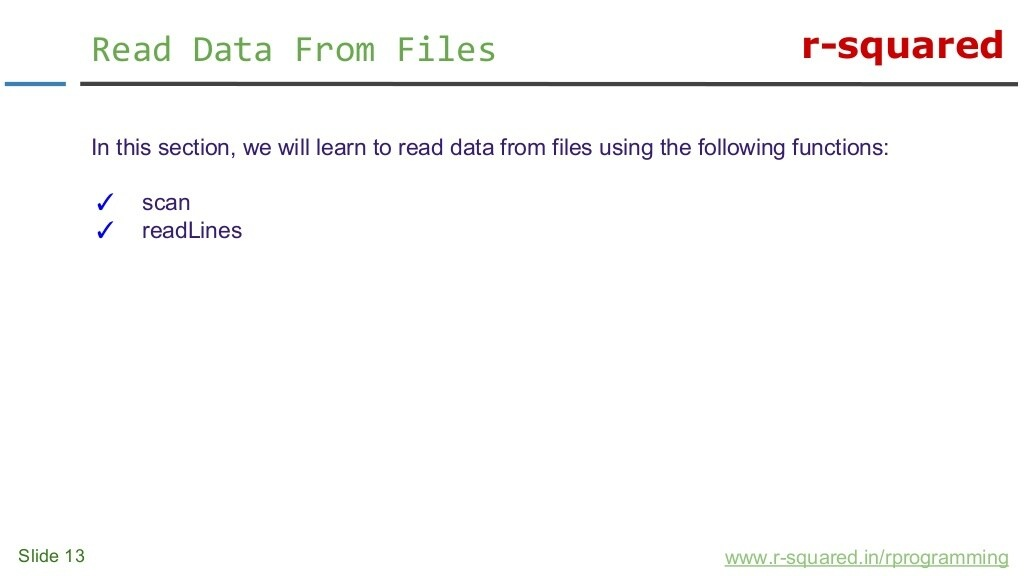 Read Data From Files
r-squared
In this section, we will learn to read data from files using the following functions:
✓ scan
✓ readLines
Slide 13
www.r-squared.in/rprogramming